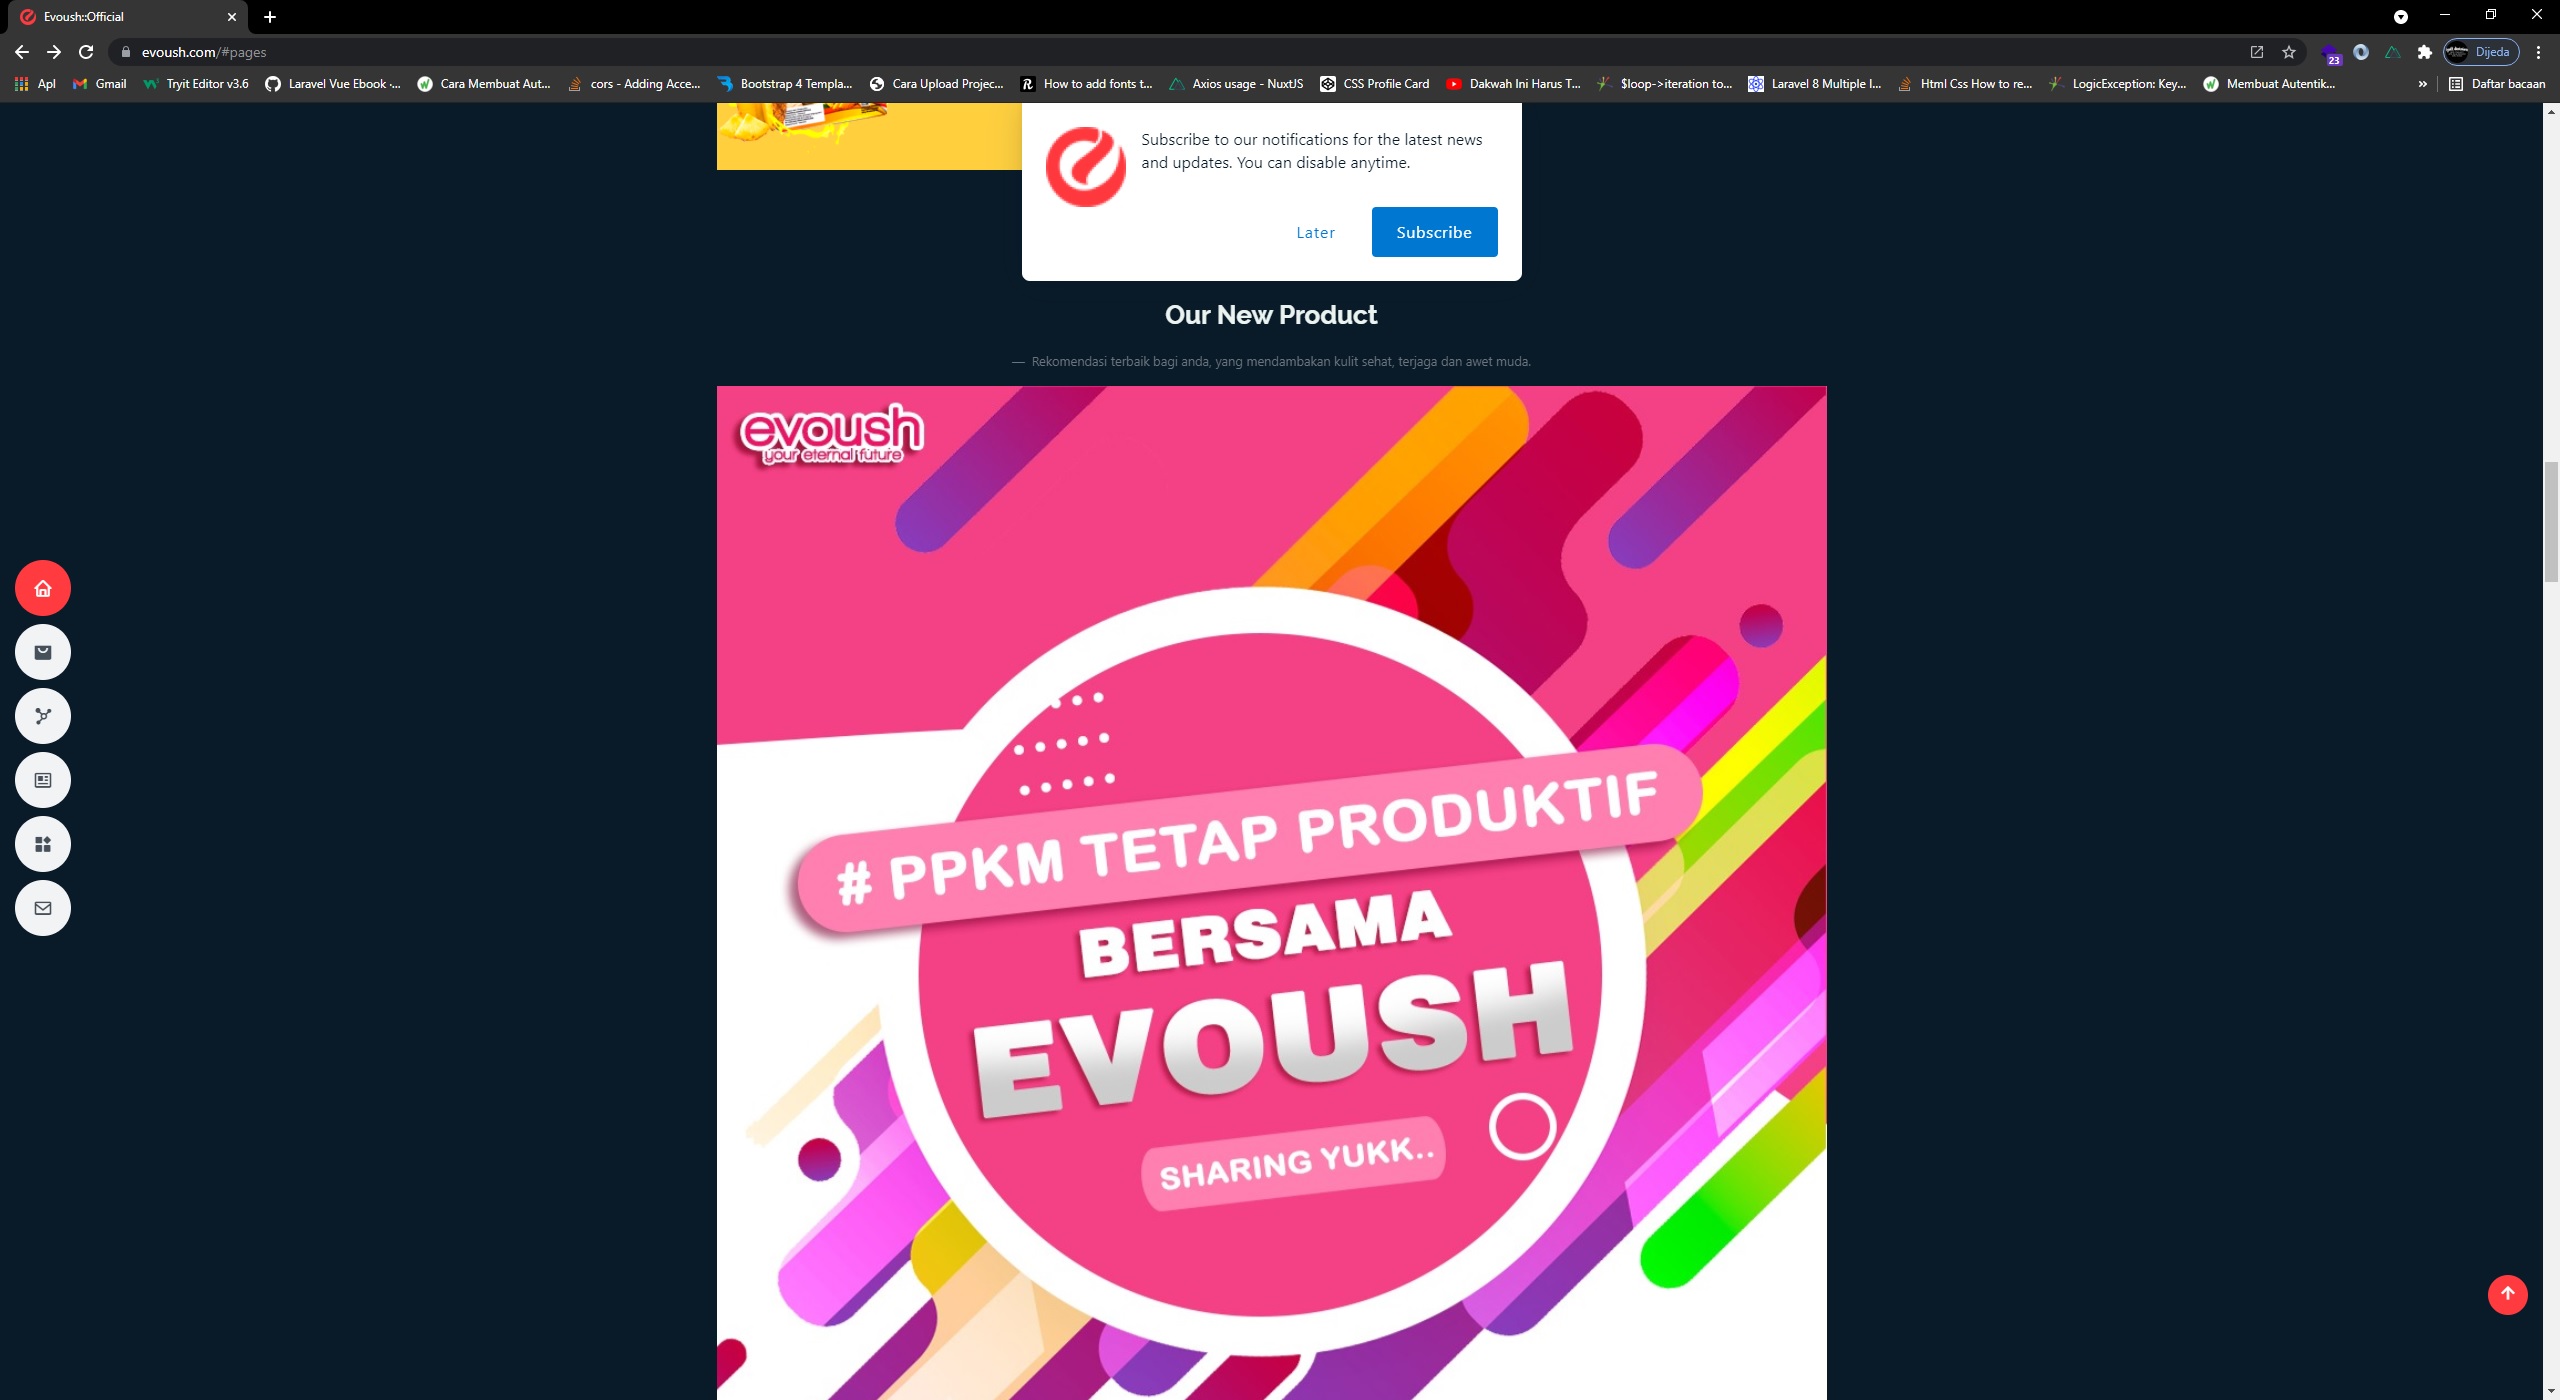 Evoush::Official
evoush.com/#pages
23
Dijeda
Apl
Gmail
Tryit Editor v3.6
Laravel Vue Ebook ·...
Cara Membuat Aut...
cors - Adding Acce...
Bootstrap 4 Templa...
Cara Upload Projec...
How to add fonts t...
Axios usage - NuxtJS
CSS Profile Card
Dakwah Ini Harus T...
$loop->iteration to...
Laravel 8 Multiple I...
Html Css How to re...
LogicException: Key...
Membuat Autentik...
»
Daftar bacaan
Subscribe to our notifications for the latest news
and updates. You can disable anytime.
Later
Subscribe
Our New Product
— Rekomendasi terbaik bagi anda, yang mendambakan kulit sehat, terjaga dan awet muda.
evoush
your eternal future
# PPKM TETAP PRODUKTIF
BERSAMA
EVOUSH
SHARING YUKK..